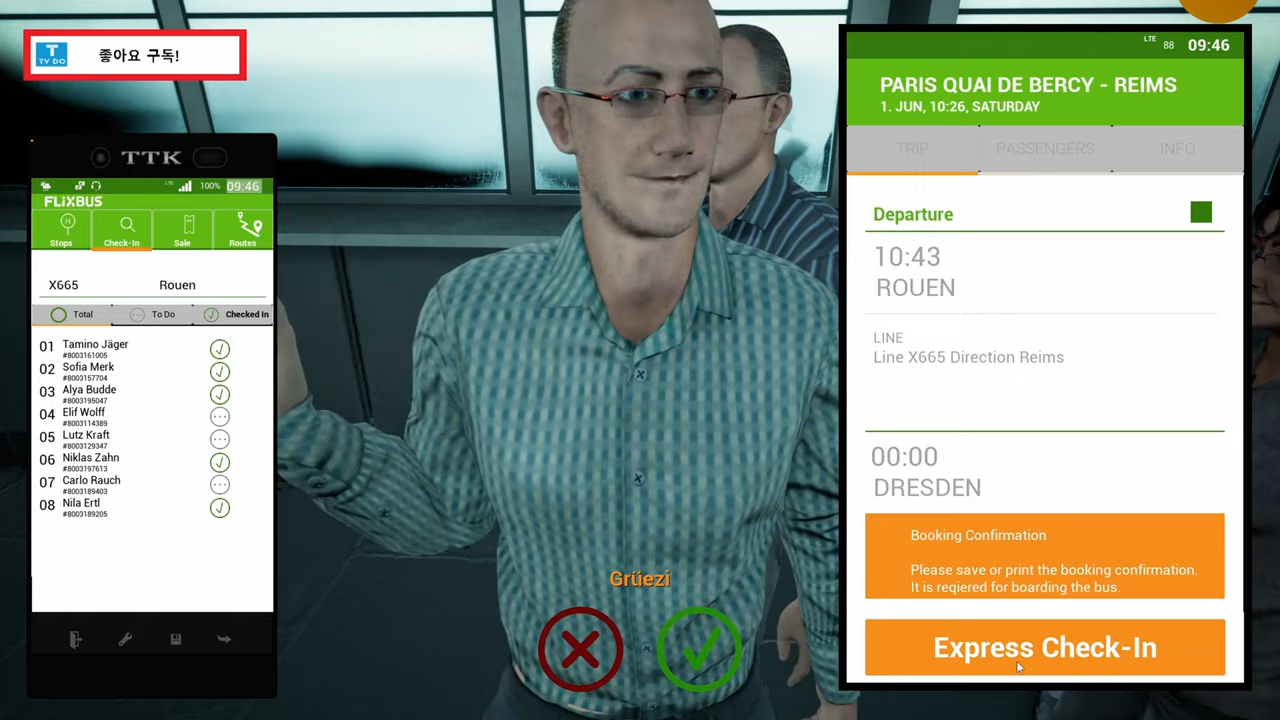 T
TV DO
좋아요 구독!
TTK
LTE
100%
09:46
FLiXBUS
H
Stops
Check-In
Sale
Routes
X665
Rouen
Total
To Do
Checked In
01 Tamino Jäger
#8003161005
02 Sofia Merk
#8003157704
03 Alya Budde
#8003195047
04 Elif Wolff
#8003114389
05 Lutz Kraft
#8003129347
06 Niklas Zahn
#8003197613
07 Carlo Rauch
#8003189403
08 Nila Ertl
#8003189205
Grüezi
LTE
88
09:46
PARIS QUAI DE BERCY - REIMS
1. JUN, 10:26, SATURDAY
TRIP
PASSENGERS
INFO
Departure
10:43
ROUEN
LINE
Line X665 Direction Reims
00:00
DRESDEN
Booking Confirmation
Please save or print the booking confirmation.
It is reqiered for boarding the bus.
Express Check-In